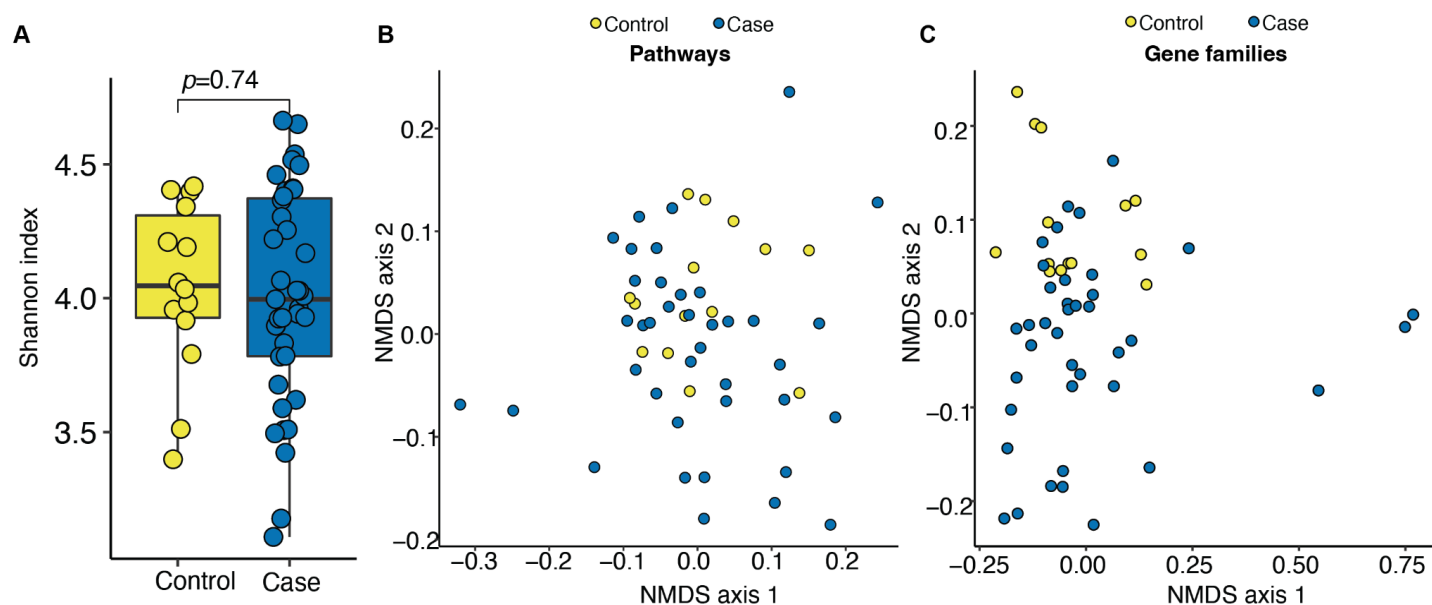 A
p=0.74
4.5
4.0
3.5
Shannon index
Control
Case
B
Control
Case
Pathways
0.2
0.1
0.0
−0.1
−0.2
NMDS axis 2
−0.3
−0.2
−0.1
0.0
0.1
0.2
NMDS axis 1
C
Control
Case
Gene families
0.2
0.1
0.0
−0.1
−0.2
NMDS axis 2
−0.25
0.00
0.25
0.50
0.75
NMDS axis 1